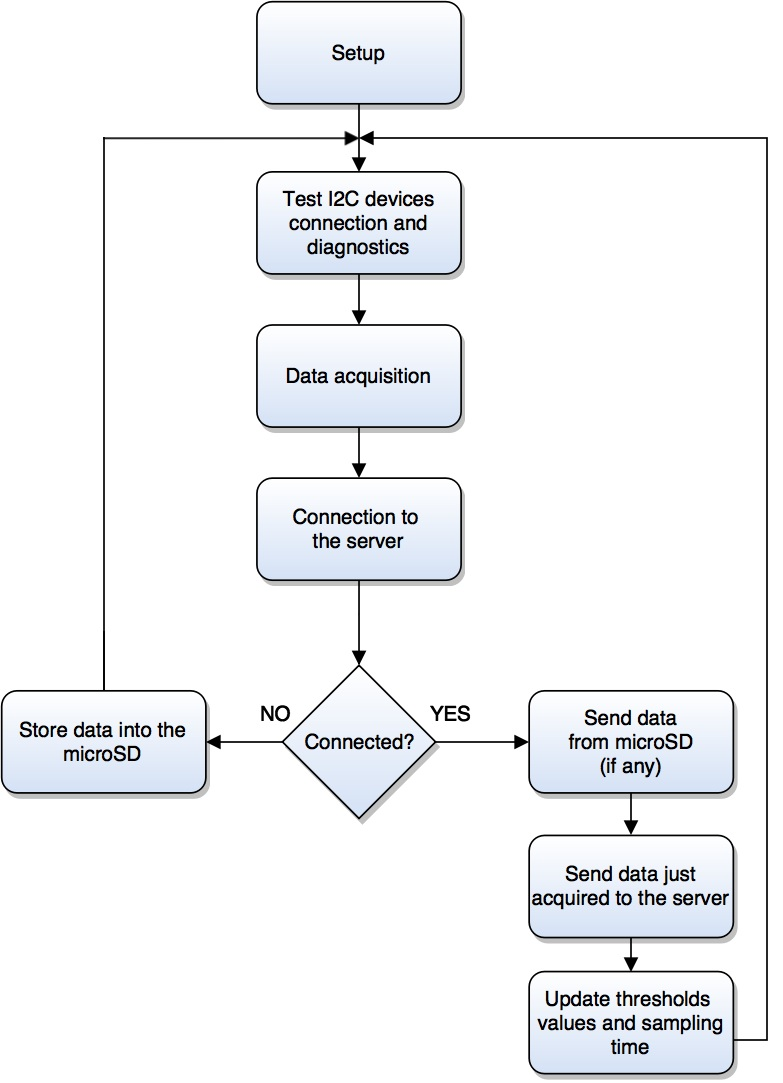 Setup
Test I2C devices
connection and
diagnostics
Data acquisition
Connection to
the server
Connected?
NO
YES
Store data into the
microSD
Send data
from microSD
(if any)
Send data just
acquired to the server
Update thresholds
values and sampling
time